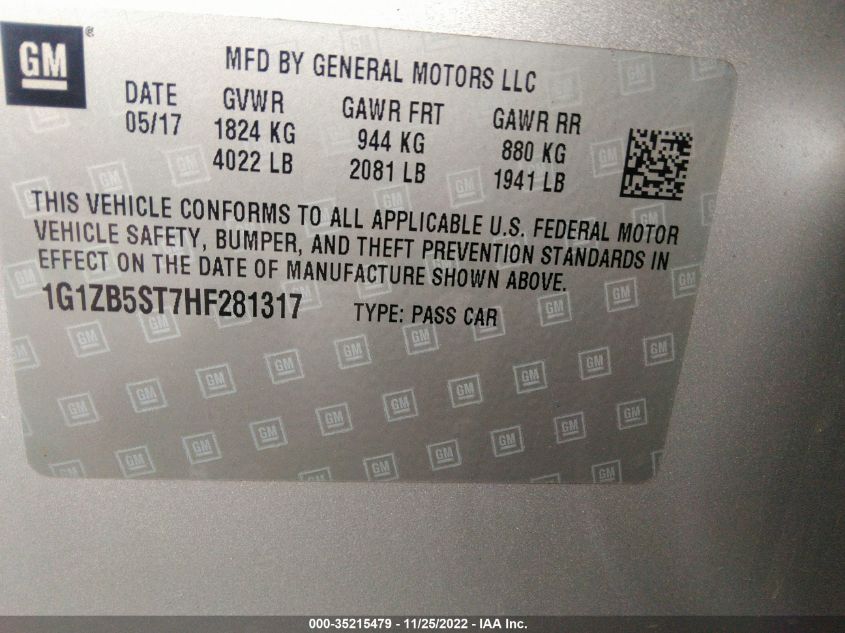 GM®
MFD BY GENERAL MOTORS LLC
DATE GVWR GAWR FRT GAWR RR
05/17 1824 KG 944 KG 880 KG
4022 LB 2081 LB 1941 LB
THIS VEHICLE CONFORMS TO ALL APPLICABLE U.S. FEDERAL MOTOR
VEHICLE SAFETY, BUMPER, AND THEFT PREVENTION STANDARDS IN
EFFECT ON THE DATE OF MANUFACTURE SHOWN ABOVE.
1G1ZB5ST7HF281317 TYPE: PASS CAR
000-35215479 - 11/25/2022 - IAA Inc.